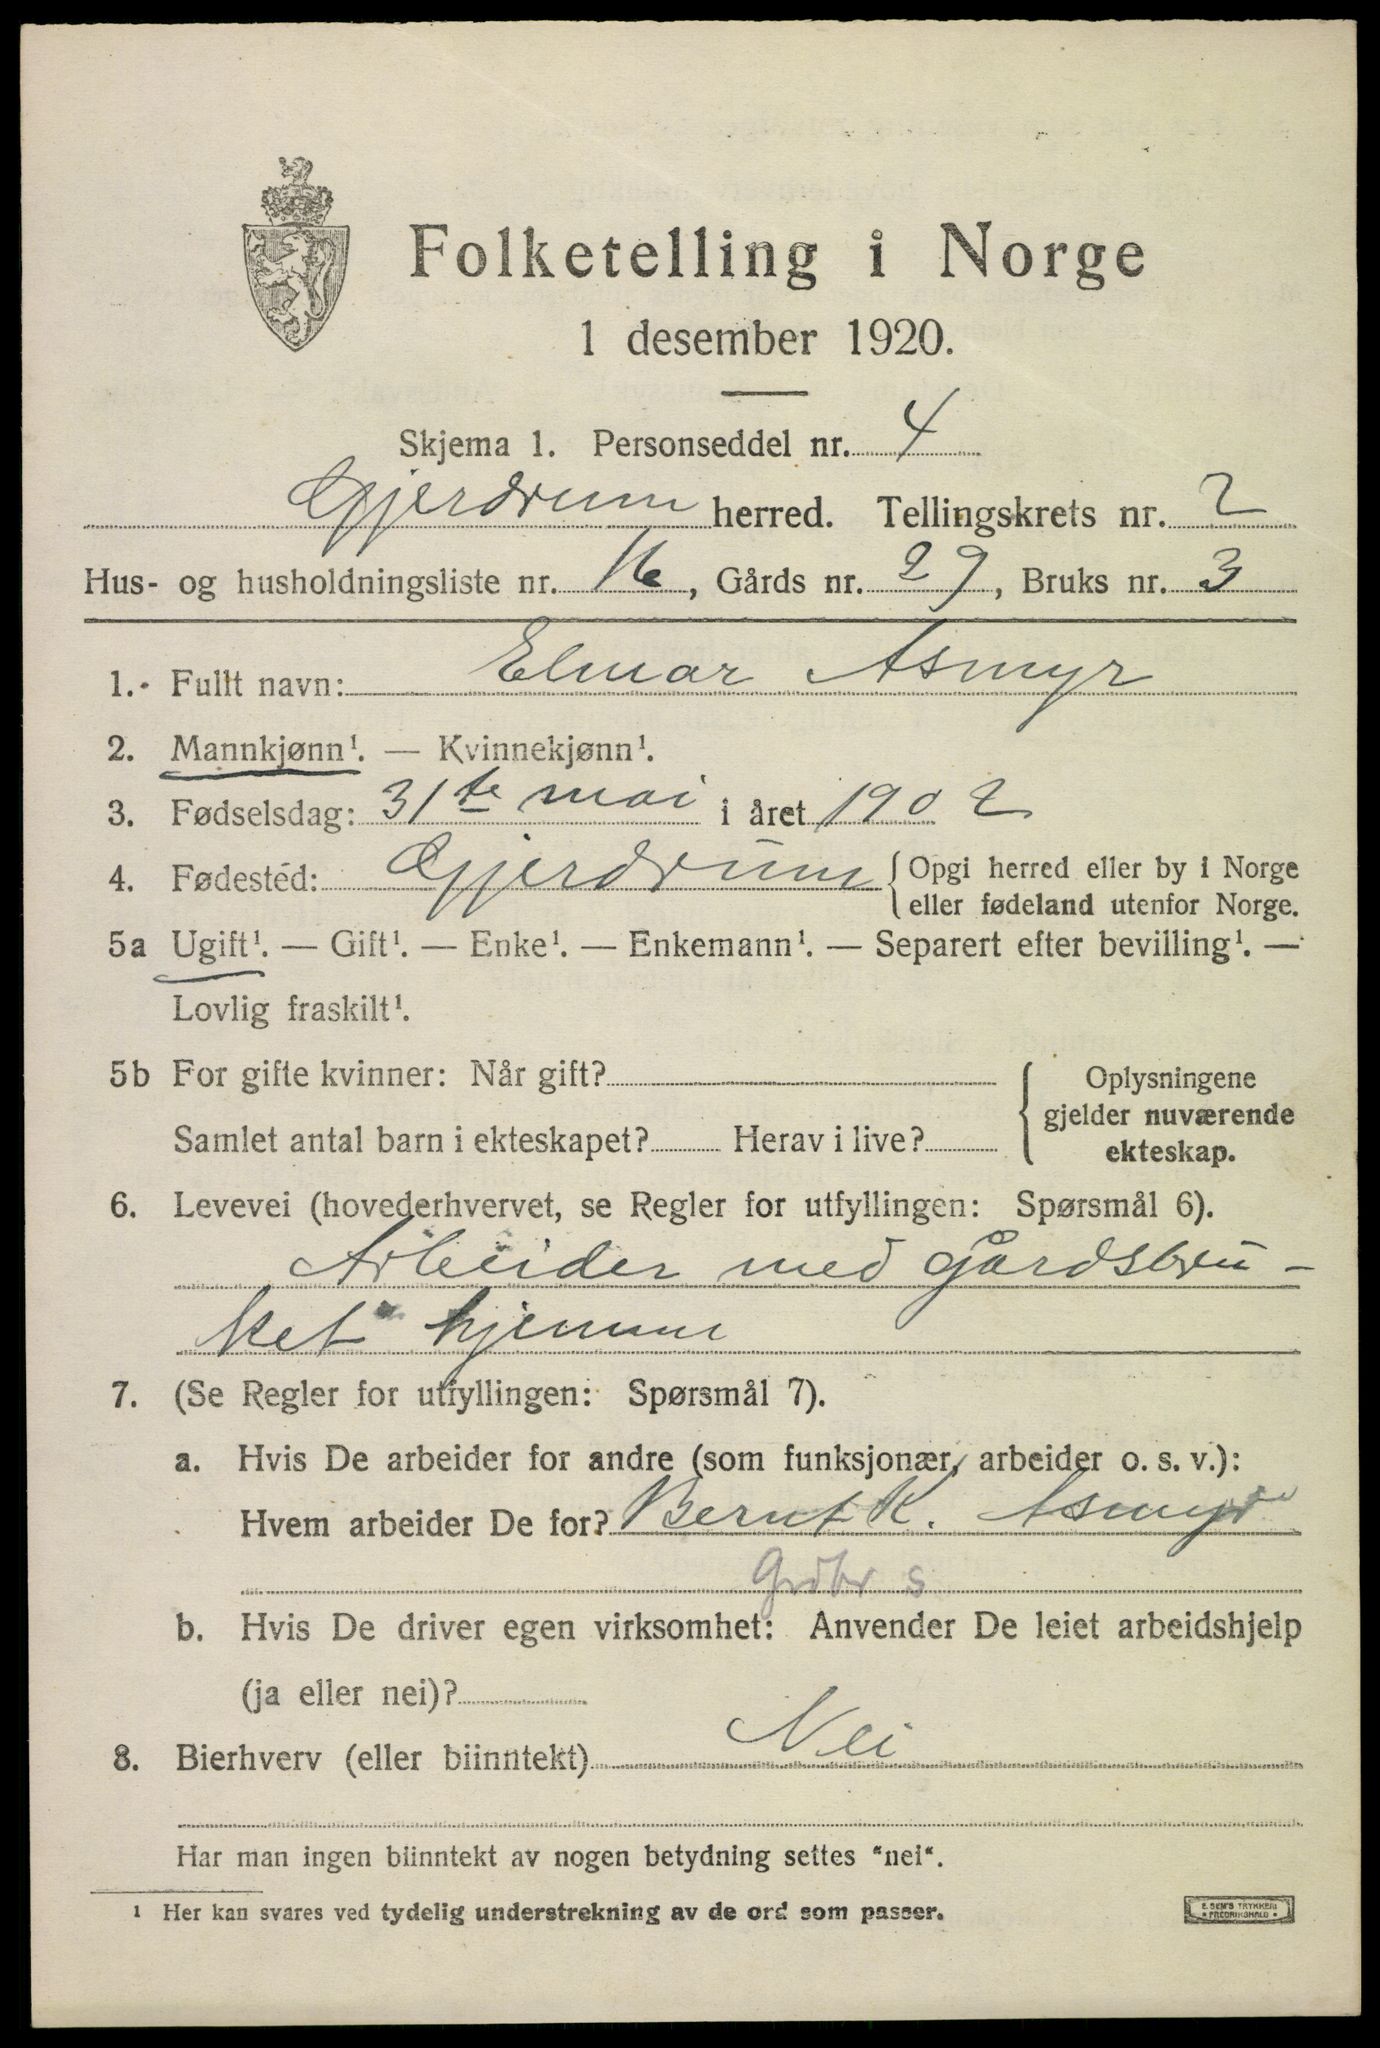 Folketelling i Norge
1 desember 1920.
Skjema 1. Personseddel nr. 4
Gjerdrum herred. Tellingskrets nr. 2
Hus- og husholdningsliste nr. 16, Gårds nr. 29, Bruks nr. 3
1. Fullt navn: Elmar Asmyr
2. Mannkjønn¹. — Kvinnekjønn¹.
3. Fødselsdag: 31te mai i året 1902
4. Fødested: Gjerdrum { Opgi herred eller by i Norge
eller fødeland utenfor Norge.
5a Ugift¹. — Gift¹. — Enke¹. — Enkemann¹. — Separert efter bevilling¹. —
Lovlig fraskilt¹.
5b For gifte kvinner: Når gift?
Samlet antal barn i ekteskapet? Herav i live?
{ Oplysningene
gjelder nuværende
ekteskap.
6. Levevei (hovederhvervet, se Regler for utfyllingen: Spørsmål 6).
Arbeider med gårdsbru-
ket hjemme
7. (Se Regler for utfyllingen: Spørsmål 7).
a. Hvis De arbeider for andre (som funksjonær, arbeider o. s. v.):
Hvem arbeider De for? Bernt K. Asmyr
Grdbr s
b. Hvis De driver egen virksomhet: Anvender De leiet arbeidshjelp
(ja eller nei)?
8. Bierhverv (eller biinntekt) Nei
Har man ingen biinntekt av nogen betydning settes "nei".
¹ Her kan svares ved tydelig understrekning av de ord som passer.
E. SEM'S TRYKKERI
* FREDRIKSHALD *